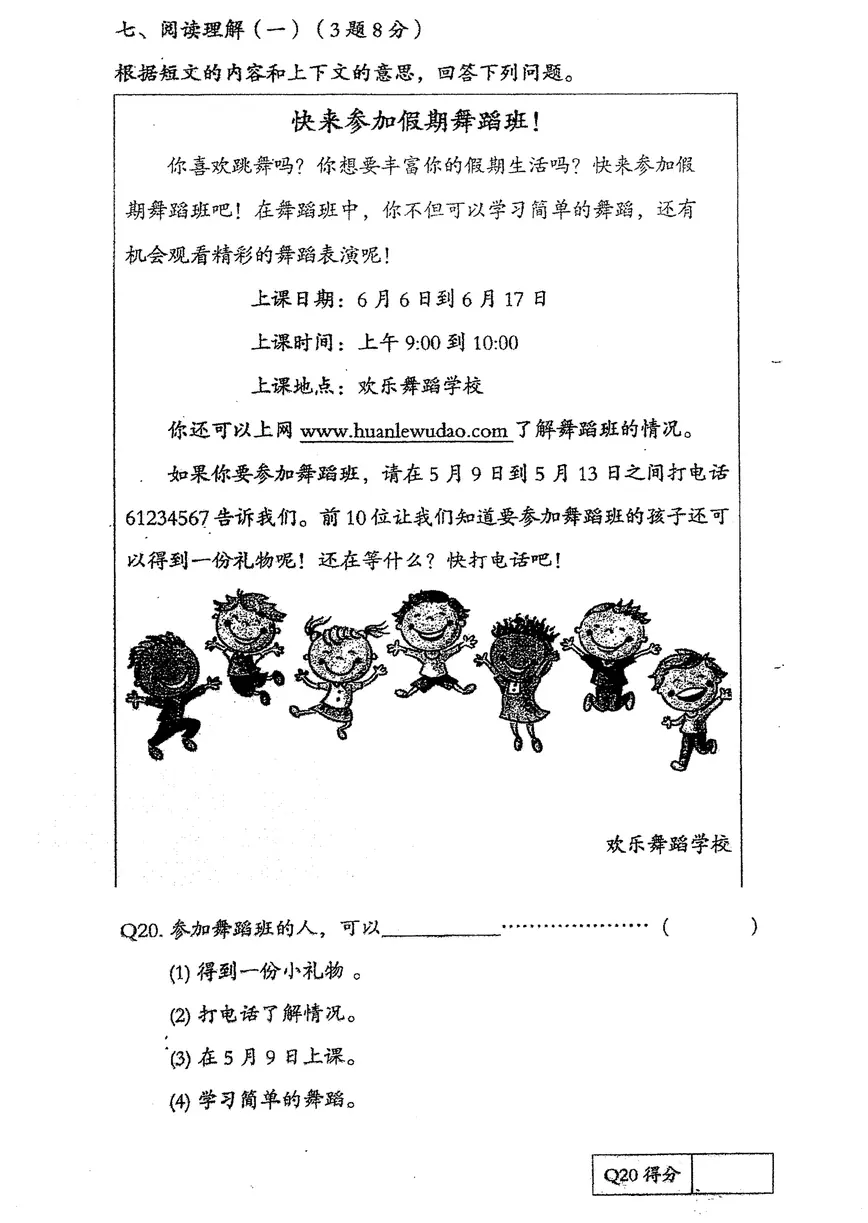 七、阅读理解(一)(3题8分)
根据短文的内容和上下文的意思，回答下列问题。
快来参加假期舞蹈班！
你喜欢跳舞吗？你想要丰富你的假期生活吗？快来参加假
期舞蹈班吧！在舞蹈班中，你不但可以学习简单的舞蹈，还有
机会观看精彩的舞蹈表演呢！
上课日期：6月6日到6月17日
上课时间：上午9:00到10:00
上课地点：欢乐舞蹈学校
你还可以上网 www.huanlewudao.com 了解舞蹈班的情况。
如果你要参加舞蹈班，请在5月9日到5月13日之间打电话
61234567告诉我们。前10位让我们知道要参加舞蹈班的孩子还可
以得到一份礼物呢！还在等什么？快打电话吧！
欢乐舞蹈学校
Q20. 参加舞蹈班的人，可以__________…………………( )
(1) 得到一份小礼物。
(2) 打电话了解情况。
(3) 在5月9日上课。
(4) 学习简单的舞蹈。
Q20得分